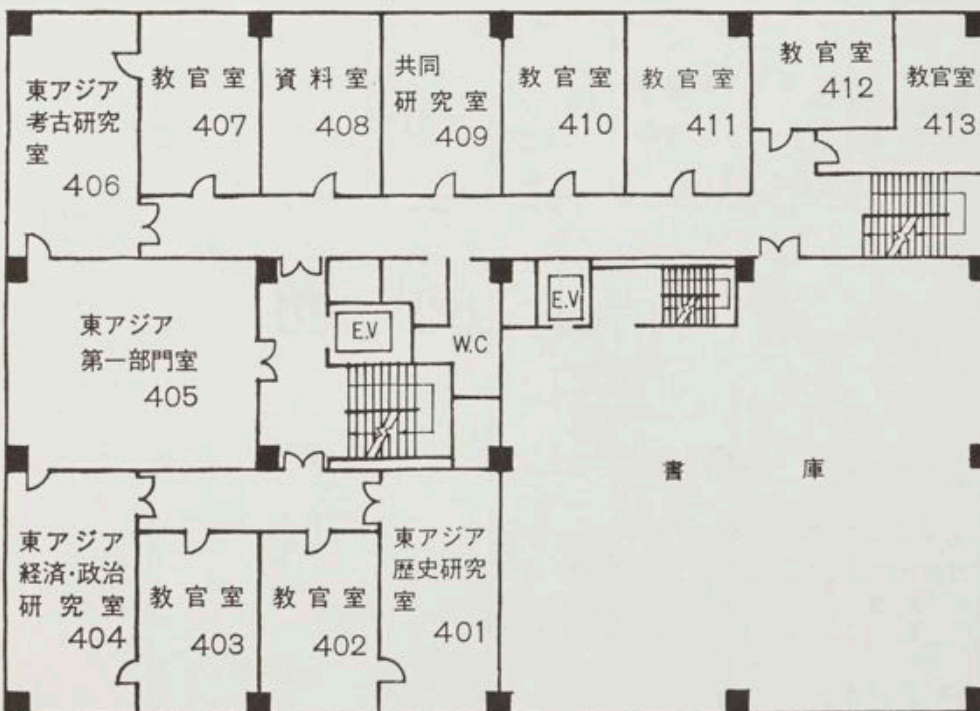 東アジア
考古研究
室
406
教官室
407
資料室
408
共同
研究室
409
教官室
410
教官室
411
教官室
412
教官室
413
東アジア
第一部門室
405
E.V
W.C
E.V
書庫
東アジア
経済・政治
研究室
404
教官室
403
教官室
402
東アジア
歴史研究
室
401